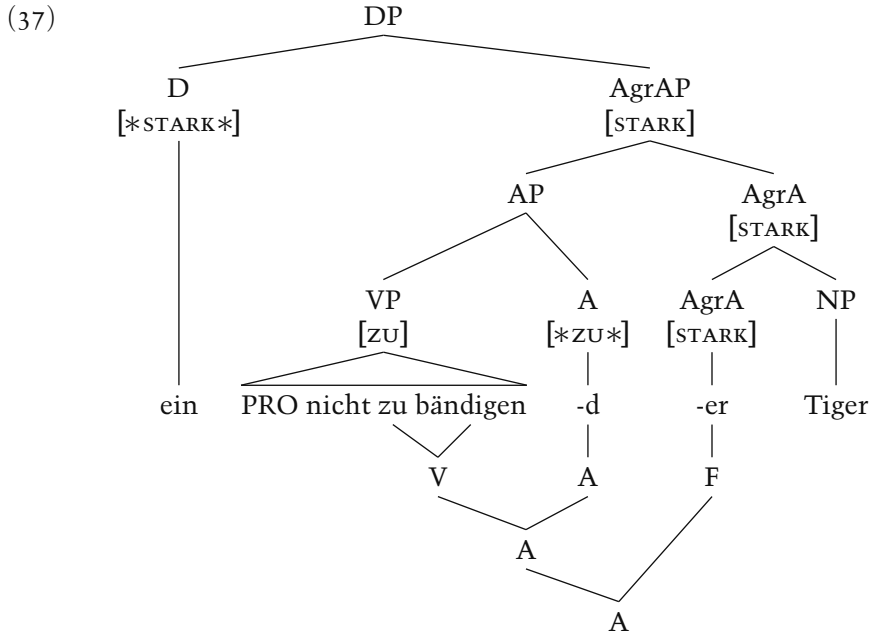 (37) DP
D AgrAP
[∗STARK∗] [STARK]
AP AgrA
[STARK]
VP A AgrA NP
[ZU] [∗ZU∗] [STARK]
ein PRO nicht zu bändigen -d -er Tiger
V A F
A
A